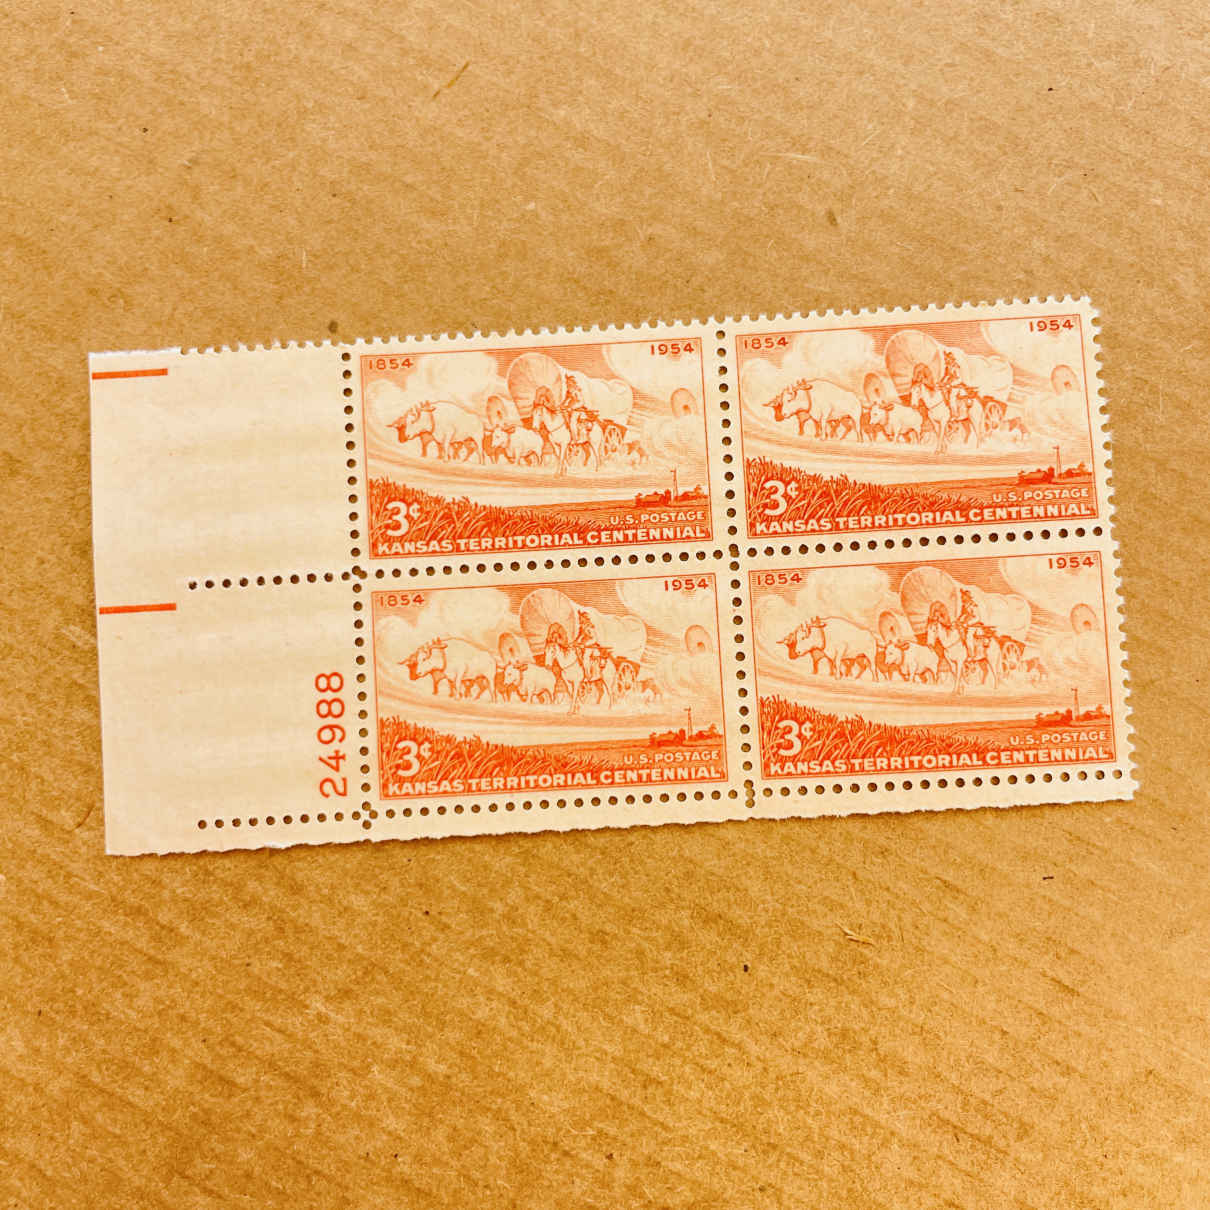 1854 1954
3¢
U.S. POSTAGE
KANSAS TERRITORIAL CENTENNIAL
1854 1954
3¢
U.S. POSTAGE
KANSAS TERRITORIAL CENTENNIAL
24988
1854 1954
3¢
U.S. POSTAGE
KANSAS TERRITORIAL CENTENNIAL
1854 1954
3¢
U.S. POSTAGE
KANSAS TERRITORIAL CENTENNIAL